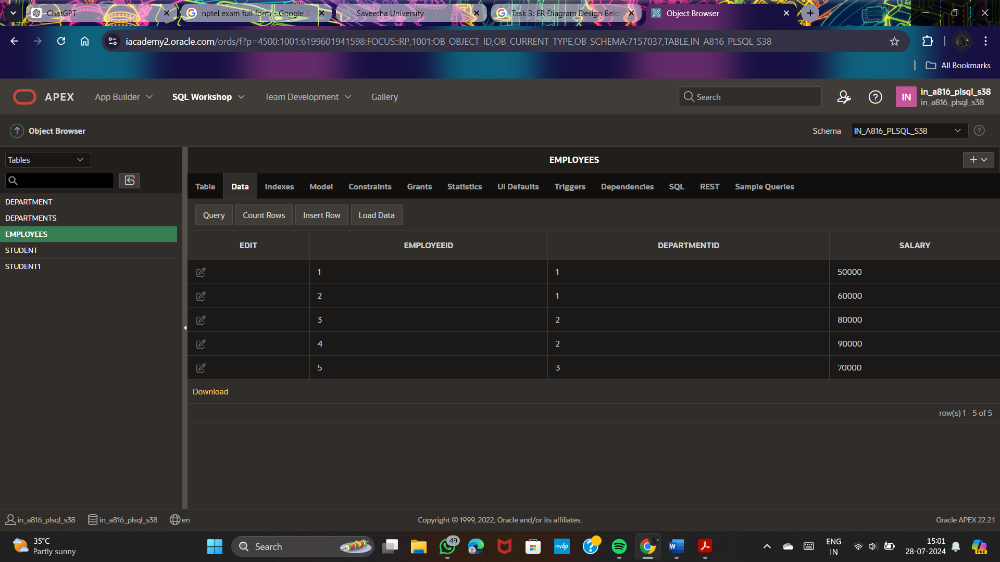 ChatGPT
nptel exam full form - Google S
Saveetha University
Task 3: ER Diagram Design Belo
Object Browser
iacademy2.oracle.com/ords/f?p=4500:1001:6199601941598:FOCUS::RP,1001:OB_OBJECT_ID,OB_CURRENT_TYPE,OB_SCHEMA:7157037,TABLE,IN_A816_PLSQL_S38
All Bookmarks
APEX App Builder SQL Workshop Team Development Gallery Search IN in_a816_plsql_s38
in_a816_plsql_s38
Object Browser Schema IN_A816_PLSQL_S38
Tables
DEPARTMENT
DEPARTMENTS
EMPLOYEES
STUDENT
STUDENT1
EMPLOYEES
Table Data Indexes Model Constraints Grants Statistics UI Defaults Triggers Dependencies SQL REST Sample Queries
Query Count Rows Insert Row Load Data
EDIT EMPLOYEEID DEPARTMENTID SALARY
1 1 50000
2 1 60000
3 2 80000
4 2 90000
5 3 70000
Download
row(s) 1 - 5 of 5
in_a816_plsql_s38 in_a816_plsql_s38 en Copyright © 1999, 2022, Oracle and/or its affiliates. Oracle APEX 22.2.1
35°C
Partly sunny
Search
49
myhp
W
ENG
IN
15:01
28-07-2024
PRE